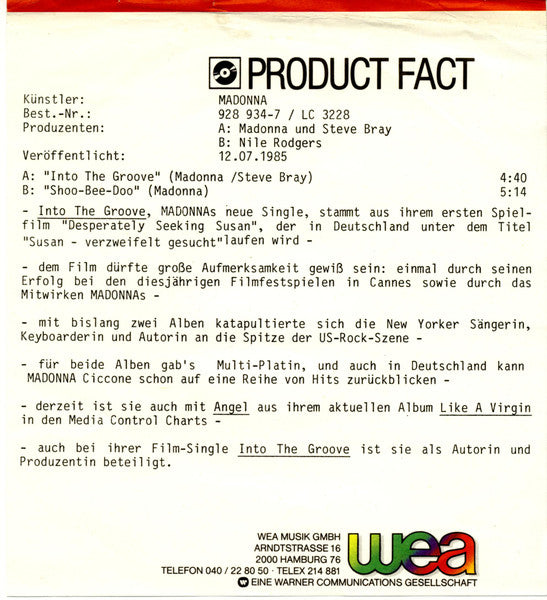 PRODUCT FACT
Künstler: MADONNA
Best.-Nr.: 928 934-7 / LC 3228
Produzenten: A: Madonna und Steve Bray
B: Nile Rodgers
Veröffentlicht: 12.07.1985
A: "Into The Groove" (Madonna /Steve Bray) 4:40
B: "Shoo-Bee-Doo" (Madonna) 5:14
- Into The Groove, MADONNAs neue Single, stammt aus ihrem ersten Spiel-
film "Desperately Seeking Susan", der in Deutschland unter dem Titel
"Susan - verzweifelt gesucht"laufen wird -
- dem Film dürfte große Aufmerksamkeit gewiß sein: einmal durch seinen
Erfolg bei den diesjährigen Filmfestspielen in Cannes sowie durch das
Mitwirken MADONNAs -
- mit bislang zwei Alben katapultierte sich die New Yorker Sängerin,
Keyboarderin und Autorin an die Spitze der US-Rock-Szene -
- für beide Alben gab's Multi-Platin, und auch in Deutschland kann
MADONNA Ciccone schon auf eine Reihe von Hits zurückblicken -
- derzeit ist sie auch mit Angel aus ihrem aktuellen Album Like A Virgin
in den Media Control Charts -
- auch bei ihrer Film-Single Into The Groove ist sie als Autorin und
Produzentin beteiligt.
WEA MUSIK GMBH
ARNDTSTRASSE 16
2000 HAMBURG 76
TELEFON 040 / 22 80 50 · TELEX 214 881
wea
EINE WARNER COMMUNICATIONS GESELLSCHAFT